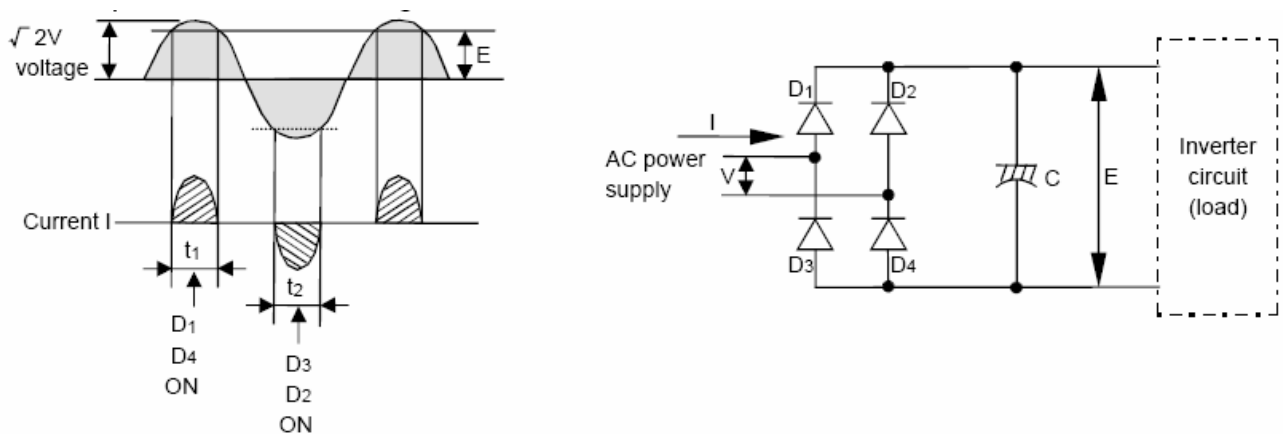 √2V
voltage
E
Current I
t1
D1
D4
ON
t2
D3
D2
ON
D1
D2
I
AC power
supply
V
D3
D4
C
E
Inverter
circuit
(load)